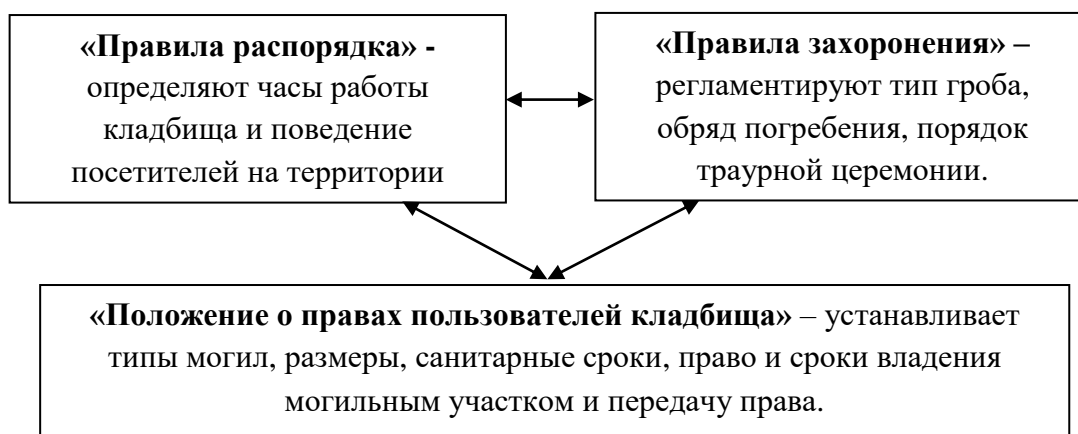 «Правила распорядка» -
определяют часы работы
кладбища и поведение
посетителей на территории
«Правила захоронения» –
регламентируют тип гроба,
обряд погребения, порядок
траурной церемонии.
«Положение о правах пользователей кладбища» – устанавливает
типы могил, размеры, санитарные сроки, право и сроки владения
могильным участком и передачу права.